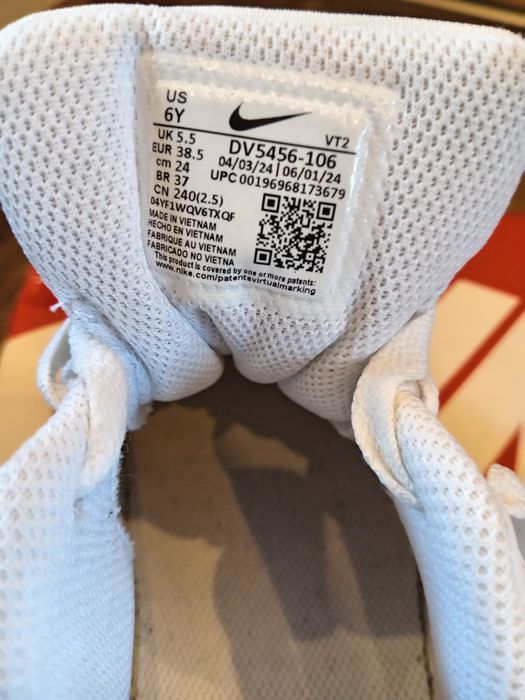 US
6Y
UK 5.5
EUR 38.5
cm 24
BR 37
CN 240(2.5)
VT2
DV5456-106
04/03/24 | 06/01/24
UPC 00196968173679
04YF1WQV6TXQF
MADE IN VIETNAM
HECHO EN VIETNAM
FABRIQUE AU VIETNAM
FABRICADO NO VIETNA
This product is covered by one or more patents:
www.nike.com/patentsvirtualmarking